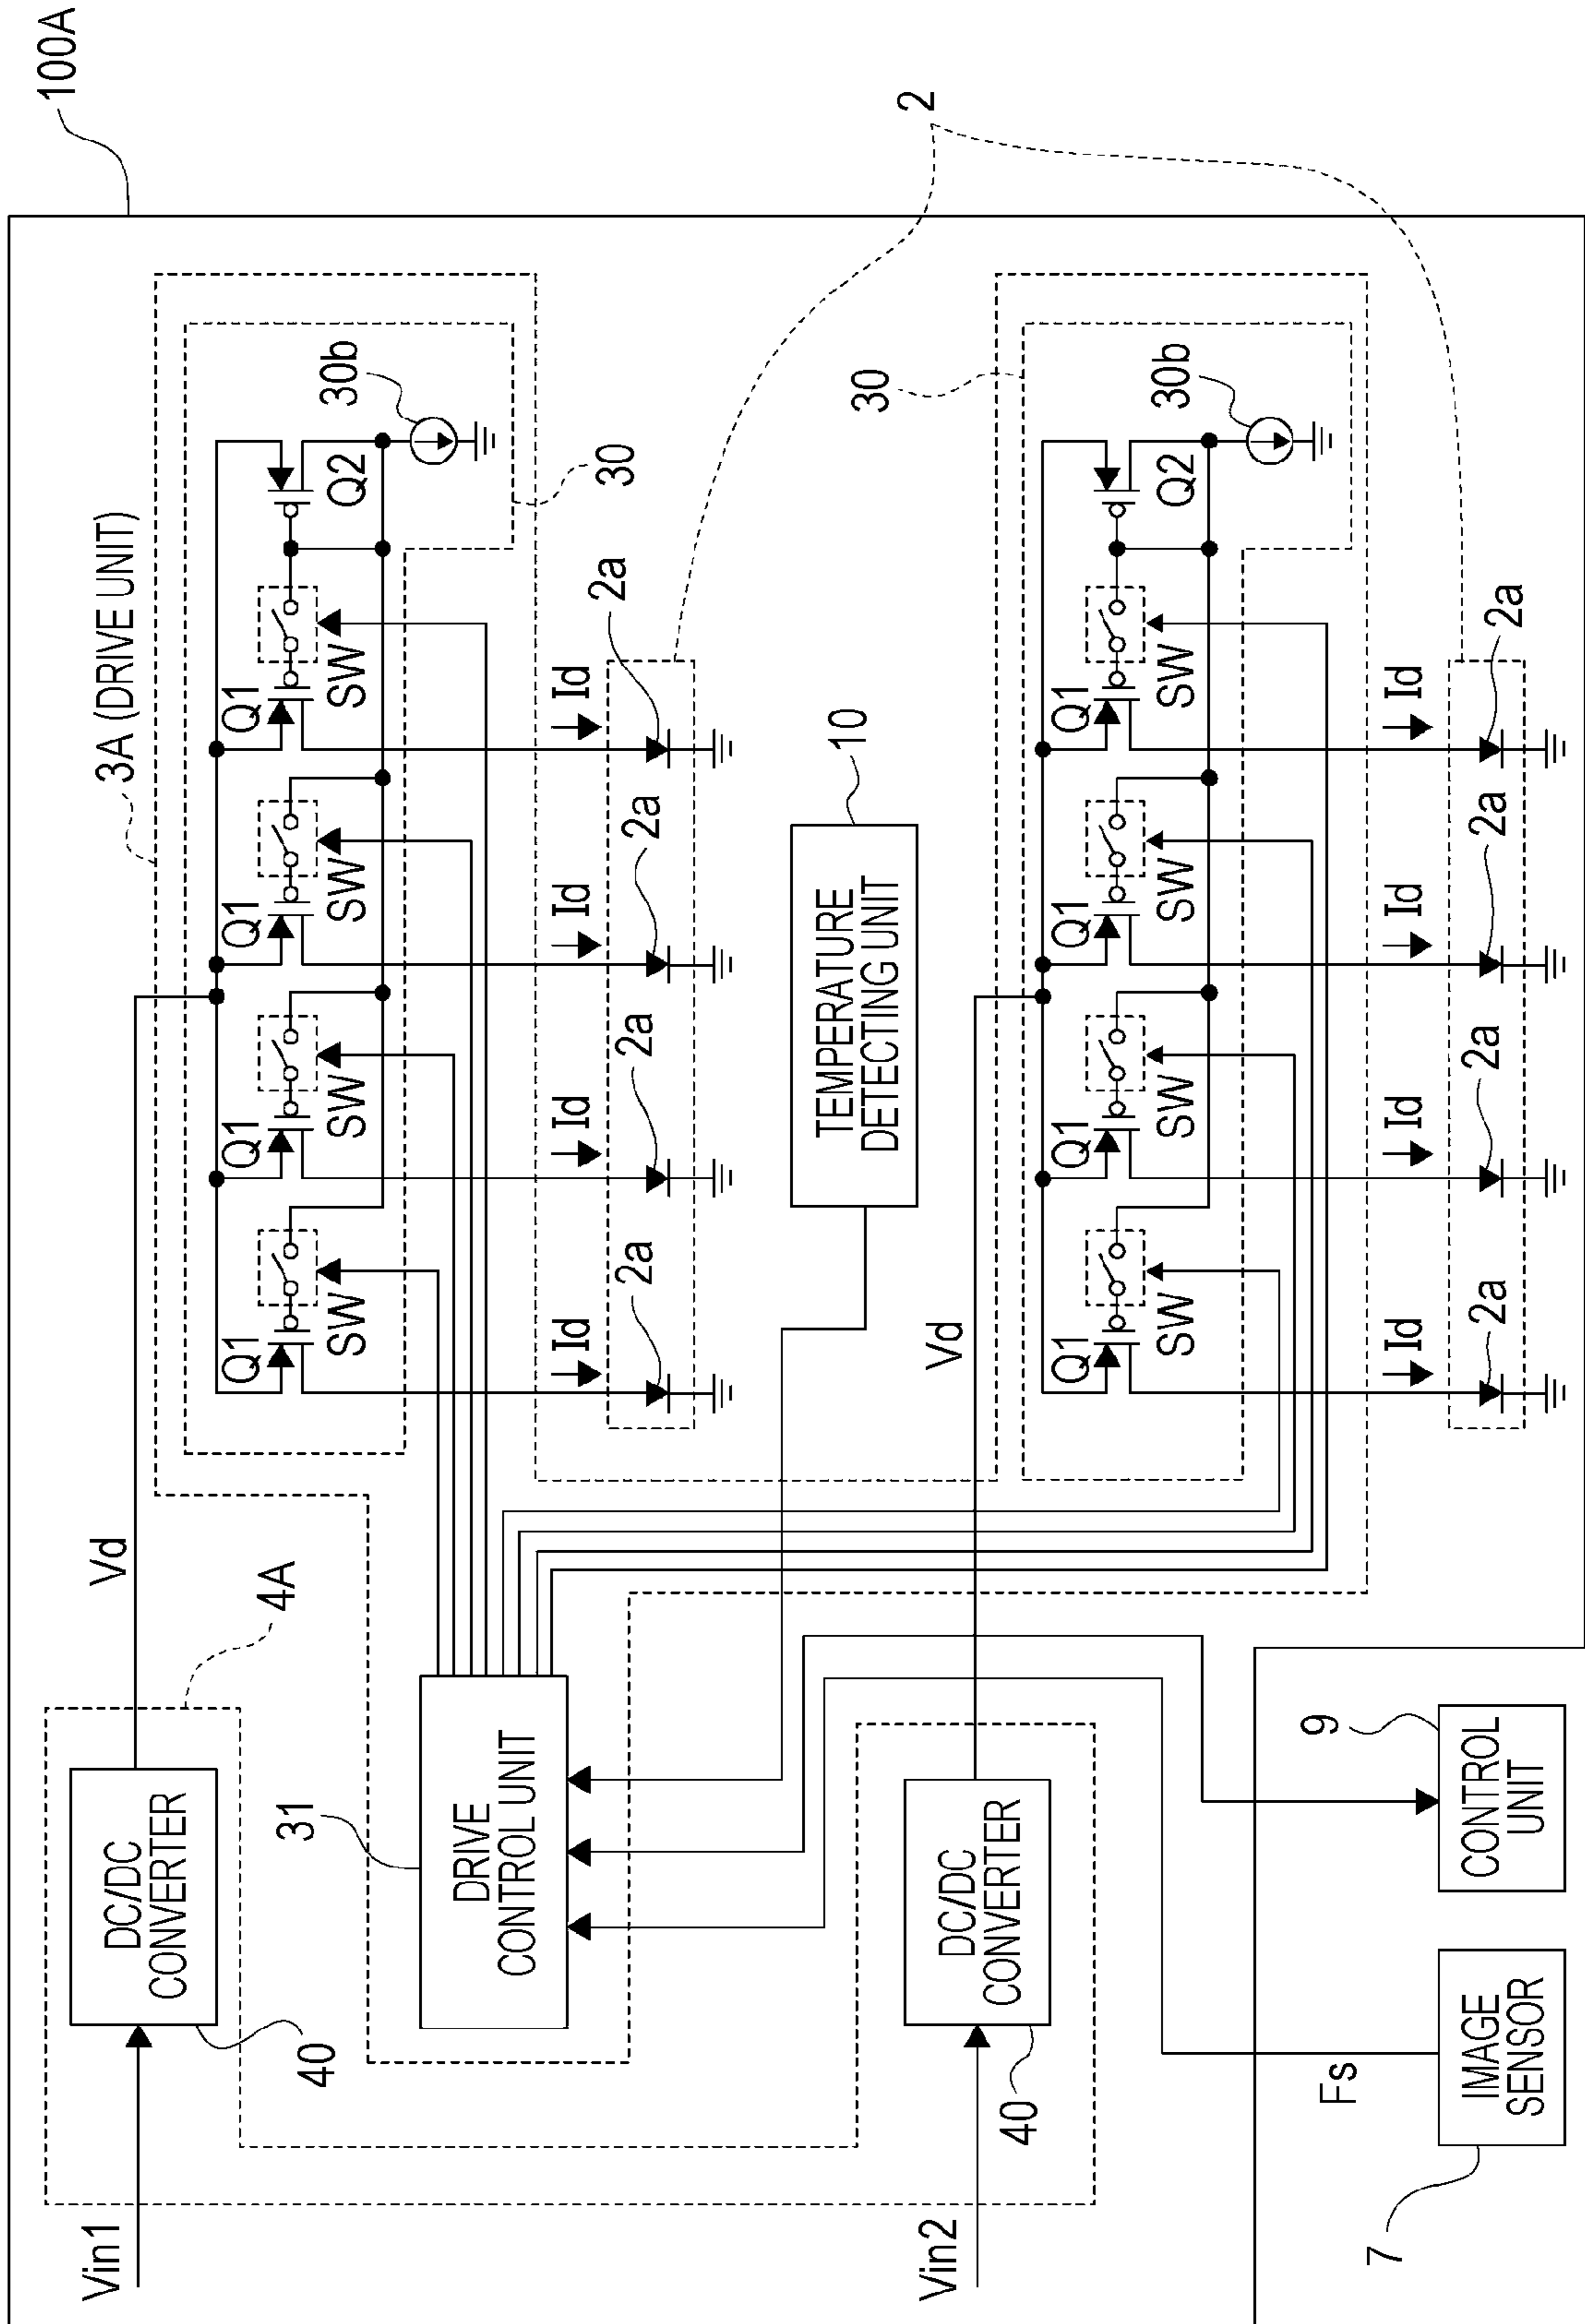 100A
3A (DRIVE UNIT)
4A
Vd
Vin1
DC/DC
CONVERTER
40
Q1
SW
Q1
SW
Q1
SW
Q1
SW
Q2
30b
30
31
DRIVE
CONTROL UNIT
Id
Id
Id
Id
2a
2a
2a
2a
2
TEMPERATURE
DETECTING UNIT
10
Vd
Vin2
DC/DC
CONVERTER
40
30
Q1
SW
Q1
SW
Q1
SW
Q1
SW
Q2
30b
Id
Id
Id
Id
2a
2a
2a
2a
Fs
IMAGE
SENSOR
7
CONTROL
UNIT
9